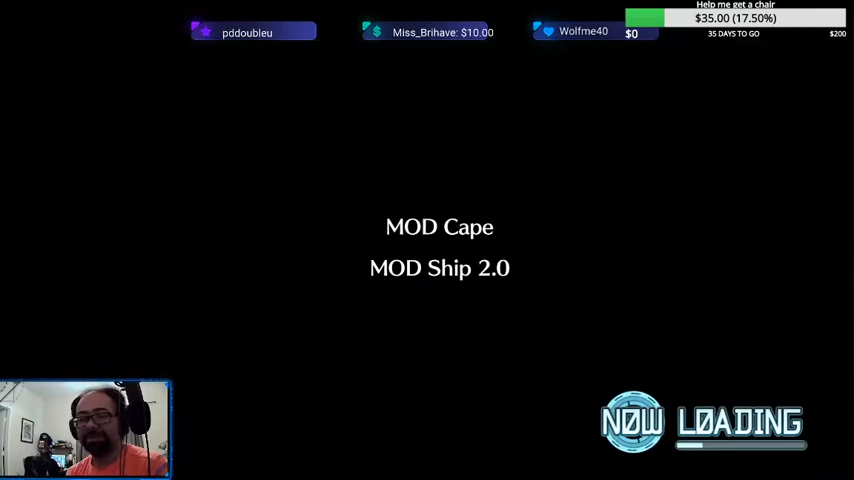 Help me get a chair
$35.00 (17.50%)
$0
35 DAYS TO GO
$200
pddoubleu
Miss_Brihave: $10.00
Wolfme40
MOD Cape
MOD Ship 2.0
NOW LOADING